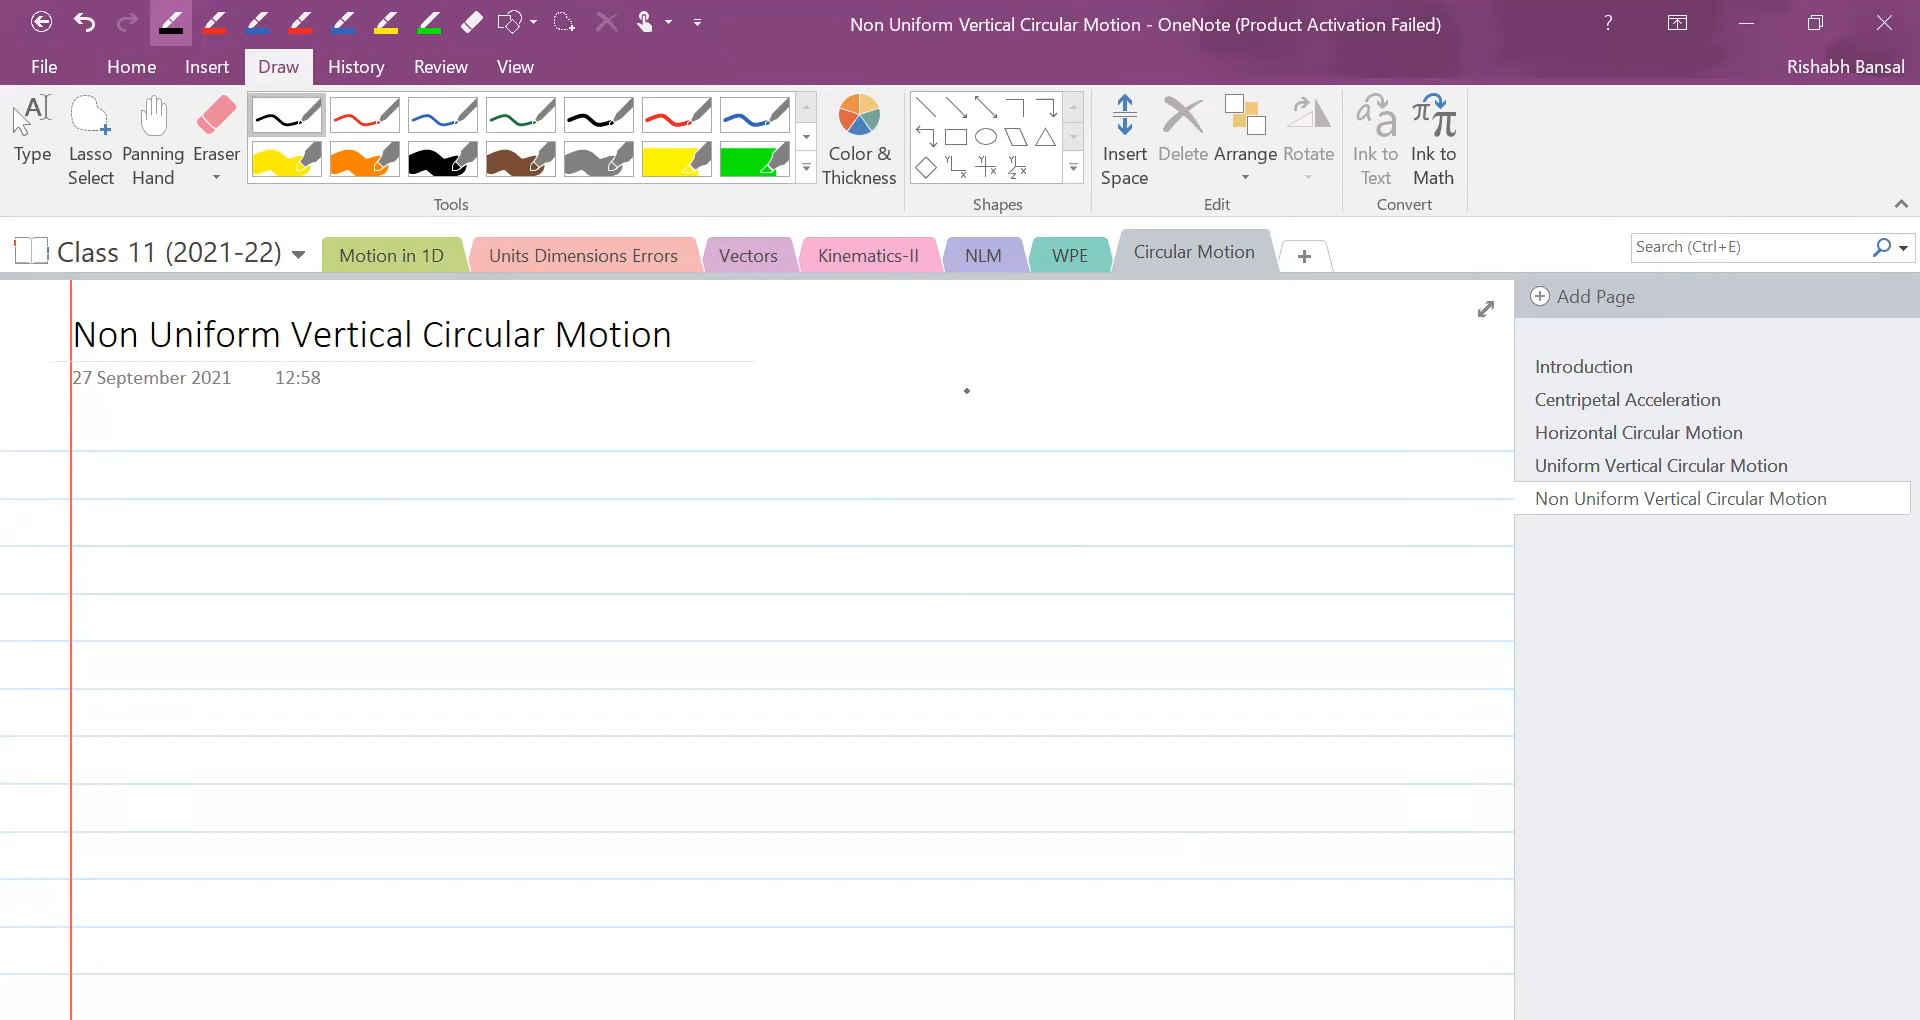 Non Uniform Vertical Circular Motion - OneNote (Product Activation Failed)
?
File Home Insert Draw History Review View Rishabh Bansal
Type
Lasso Select
Panning Hand
Eraser
Color & Thickness
Insert Space
Delete
Arrange
Rotate
Ink to Text
Ink to Math
Tools Shapes Edit Convert
Class 11 (2021-22) Motion in 1D Units Dimensions Errors Vectors Kinematics-II NLM WPE Circular Motion + Search (Ctrl+E)
Add Page
Non Uniform Vertical Circular Motion
27 September 2021 12:58
Introduction
Centripetal Acceleration
Horizontal Circular Motion
Uniform Vertical Circular Motion
Non Uniform Vertical Circular Motion